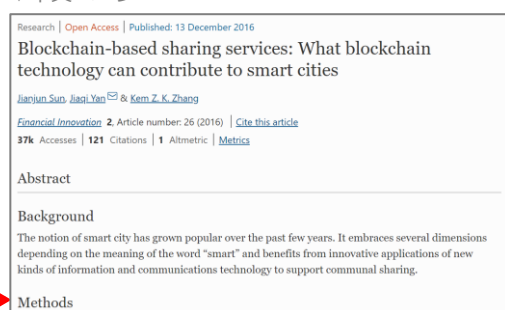 Research | Open Access | Published: 13 December 2016
Blockchain-based sharing services: What blockchain
technology can contribute to smart cities
Jianjun Sun, Jiaqi Yan & Kem Z. K. Zhang
Financial Innovation 2, Article number: 26 (2016) | Cite this article
37k Accesses | 121 Citations | 1 Altmetric | Metrics
Abstract
Background
The notion of smart city has grown popular over the past few years. It embraces several dimensions
depending on the meaning of the word “smart” and benefits from innovative applications of new
kinds of information and communications technology to support communal sharing.
Methods